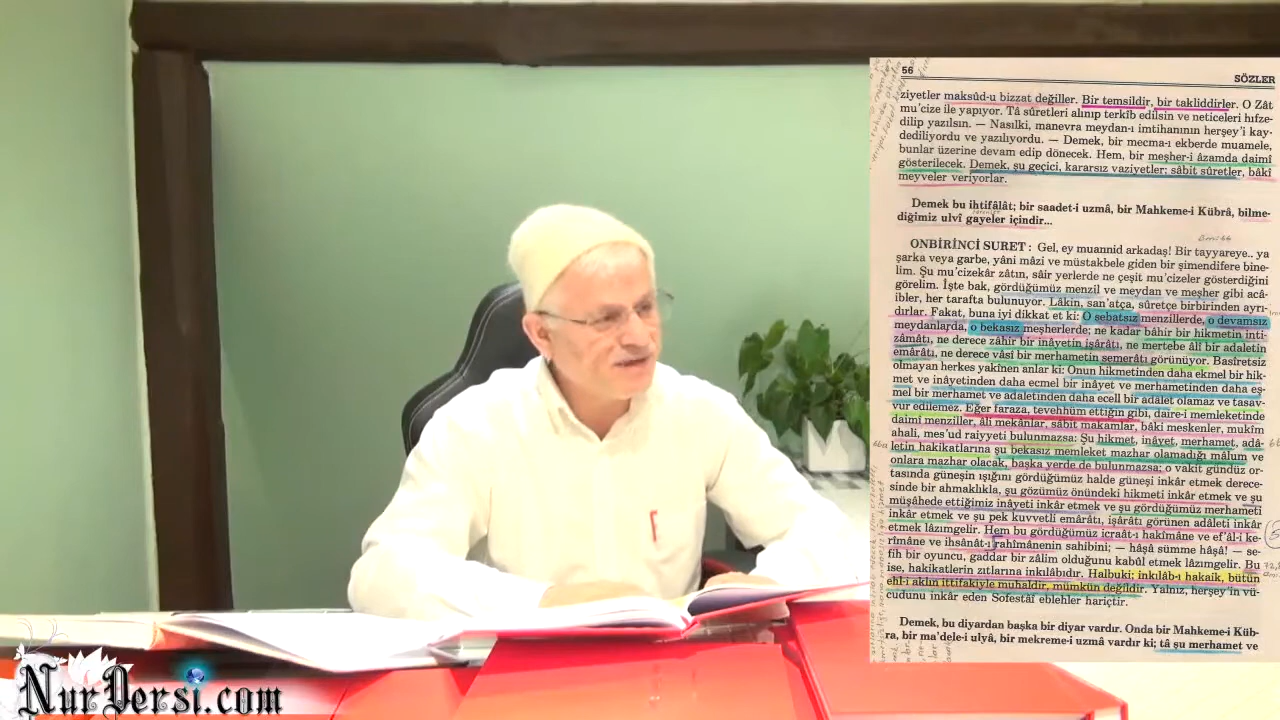 56
SÖZLER
ziyetler maksûd-u bizzat değiller. Bir temsildir, bir takliddirler. O Zât
mu'cize ile yapıyor. Tâ sûretleri alınıp terkîb edilsin ve neticeleri hıfze-
dilip yazılsın. — Nasılki, manevra meydan-ı imtihanının herşey'i kay-
dediliyordu ve yazılıyordu. — Demek, bir mecma-ı ekberde muamele,
bunlar üzerine devam edip dönecek. Hem, bir meşher-i âzamda daimî
gösterilecek. Demek, şu geçici, kararsız vaziyetler; sâbit sûretler, bâki
meyveler veriyorlar.
Demek bu ihtifâlât; bir saadet-i uzmâ, bir Mahkeme-i Kübrâ, bilme-
diğimiz ulvî gayeler içindir...
ONBİRİNCİ SURET : Gel, ey muannid arkadaş! Bir tayyareye.. ya
şarka veya garbe, yâni mâzi ve müstakbele giden bir şimendifere bine-
lim. Şu mu'cizekâr zâtın, sâir yerlerde ne çeşit mu'cizeler gösterdiğini
görelim. İşte bak, gördüğümüz menzil ve meydan ve meşher gibi acâ-
ibler, her tarafta bulunuyor. Lâkin, san'atça, sûretçe birbirinden ayrı-
dırlar. Fakat, buna iyi dikkat et ki: O sebatsız menzillerde, o devamsız
meydanlarda, o bekasız meşherlerde; ne kadar bâhir bir hikmetin inti-
zâmâtı, ne derece zâhir bir inâyetin işârâtı, ne mertebe âlî bir adaletin
emârâtı, ne derece vâsi bir merhametin semerâtı görünüyor. Basîretsiz
olmayan herkes yakînen anlar ki: Onun hikmetinden daha ekmel bir hik-
met ve inâyetinden daha ecmel bir inâyet ve merhametinden daha eş-
mel bir merhamet ve adaletinden daha ecell bir adâlet olamaz ve tasav-
vur edilemez. Eğer faraza, tevehhüm ettiğin gibi, daire-i memleketinde
daimî menziller, âlî mekânlar, sâbit makamlar, bâki meskenler, mukîm
ahali, mes'ud raiyyeti bulunmazsa; Şu hikmet, inâyet, merhamet, adâ-
letin hakikatlarına şu bekasız memleket mazhar olamadığı mâlum ve
onlara mazhar olacak, başka yerde de bulunmazsa; o vakit gündüz or-
tasında güneşin ışığını gördüğümüz halde güneşi inkâr etmek derece-
sinde bir ahmaklıkla, şu gözümüz önündeki hikmeti inkâr etmek ve şu
müşâhede ettiğimiz inâyeti inkâr etmek ve şu gördüğümüz merhameti
inkâr etmek ve şu pek kuvvetli emârâtı, işârâtı görünen adâleti inkâr
etmek lâzımgelir. Hem bu gördüğümüz icraat-ı hakîmâne ve ef'âl-i ke-
rîmâne ve ihsânât-ı rahîmânenin sahibini; — hâşâ sümme hâşâ! — se-
fih bir oyuncu, gaddar bir zâlim olduğunu kabûl etmek lâzımgelir. Bu
ise, hakikatlerin zıtlarına inkılâbıdır. Halbuki; inkılâb-ı hakaik, bütün
ehl-i aklın ittifakiyle muhaldir, mümkün değildir. Yalnız, herşey'in vü-
cûdunu inkâr eden Sofestaî eblehler hariçtir.
Demek, bu diyardan başka bir diyar vardır. Onda bir Mahkeme-i Küb-
ra, bir ma'dele-i ulyâ, bir mekreme-i uzmâ vardır ki, tâ şu merhamet ve
NurDersi.com